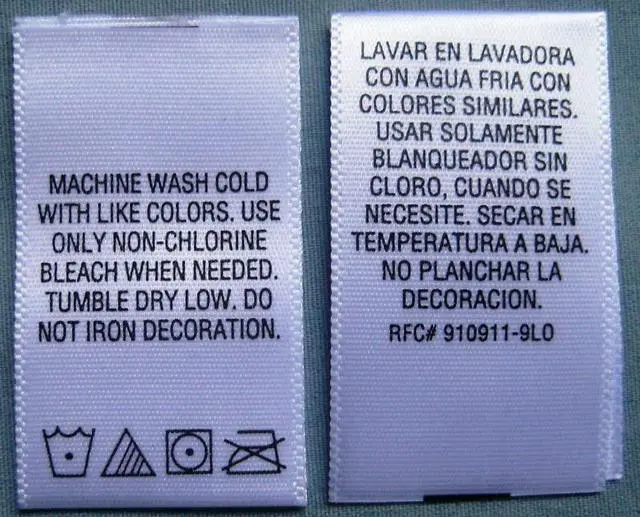 MACHINE WASH COLD
WITH LIKE COLORS. USE
ONLY NON-CHLORINE
BLEACH WHEN NEEDED.
TUMBLE DRY LOW. DO
NOT IRON DECORATION.
LAVAR EN LAVADORA
CON AGUA FRIA CON
COLORES SIMILARES.
USAR SOLAMENTE
BLANQUEADOR SIN
CLORO, CUANDO SE
NECESITE. SECAR EN
TEMPERATURA A BAJA.
NO PLANCHAR LA
DECORACION.
RFC# 910911-9L0